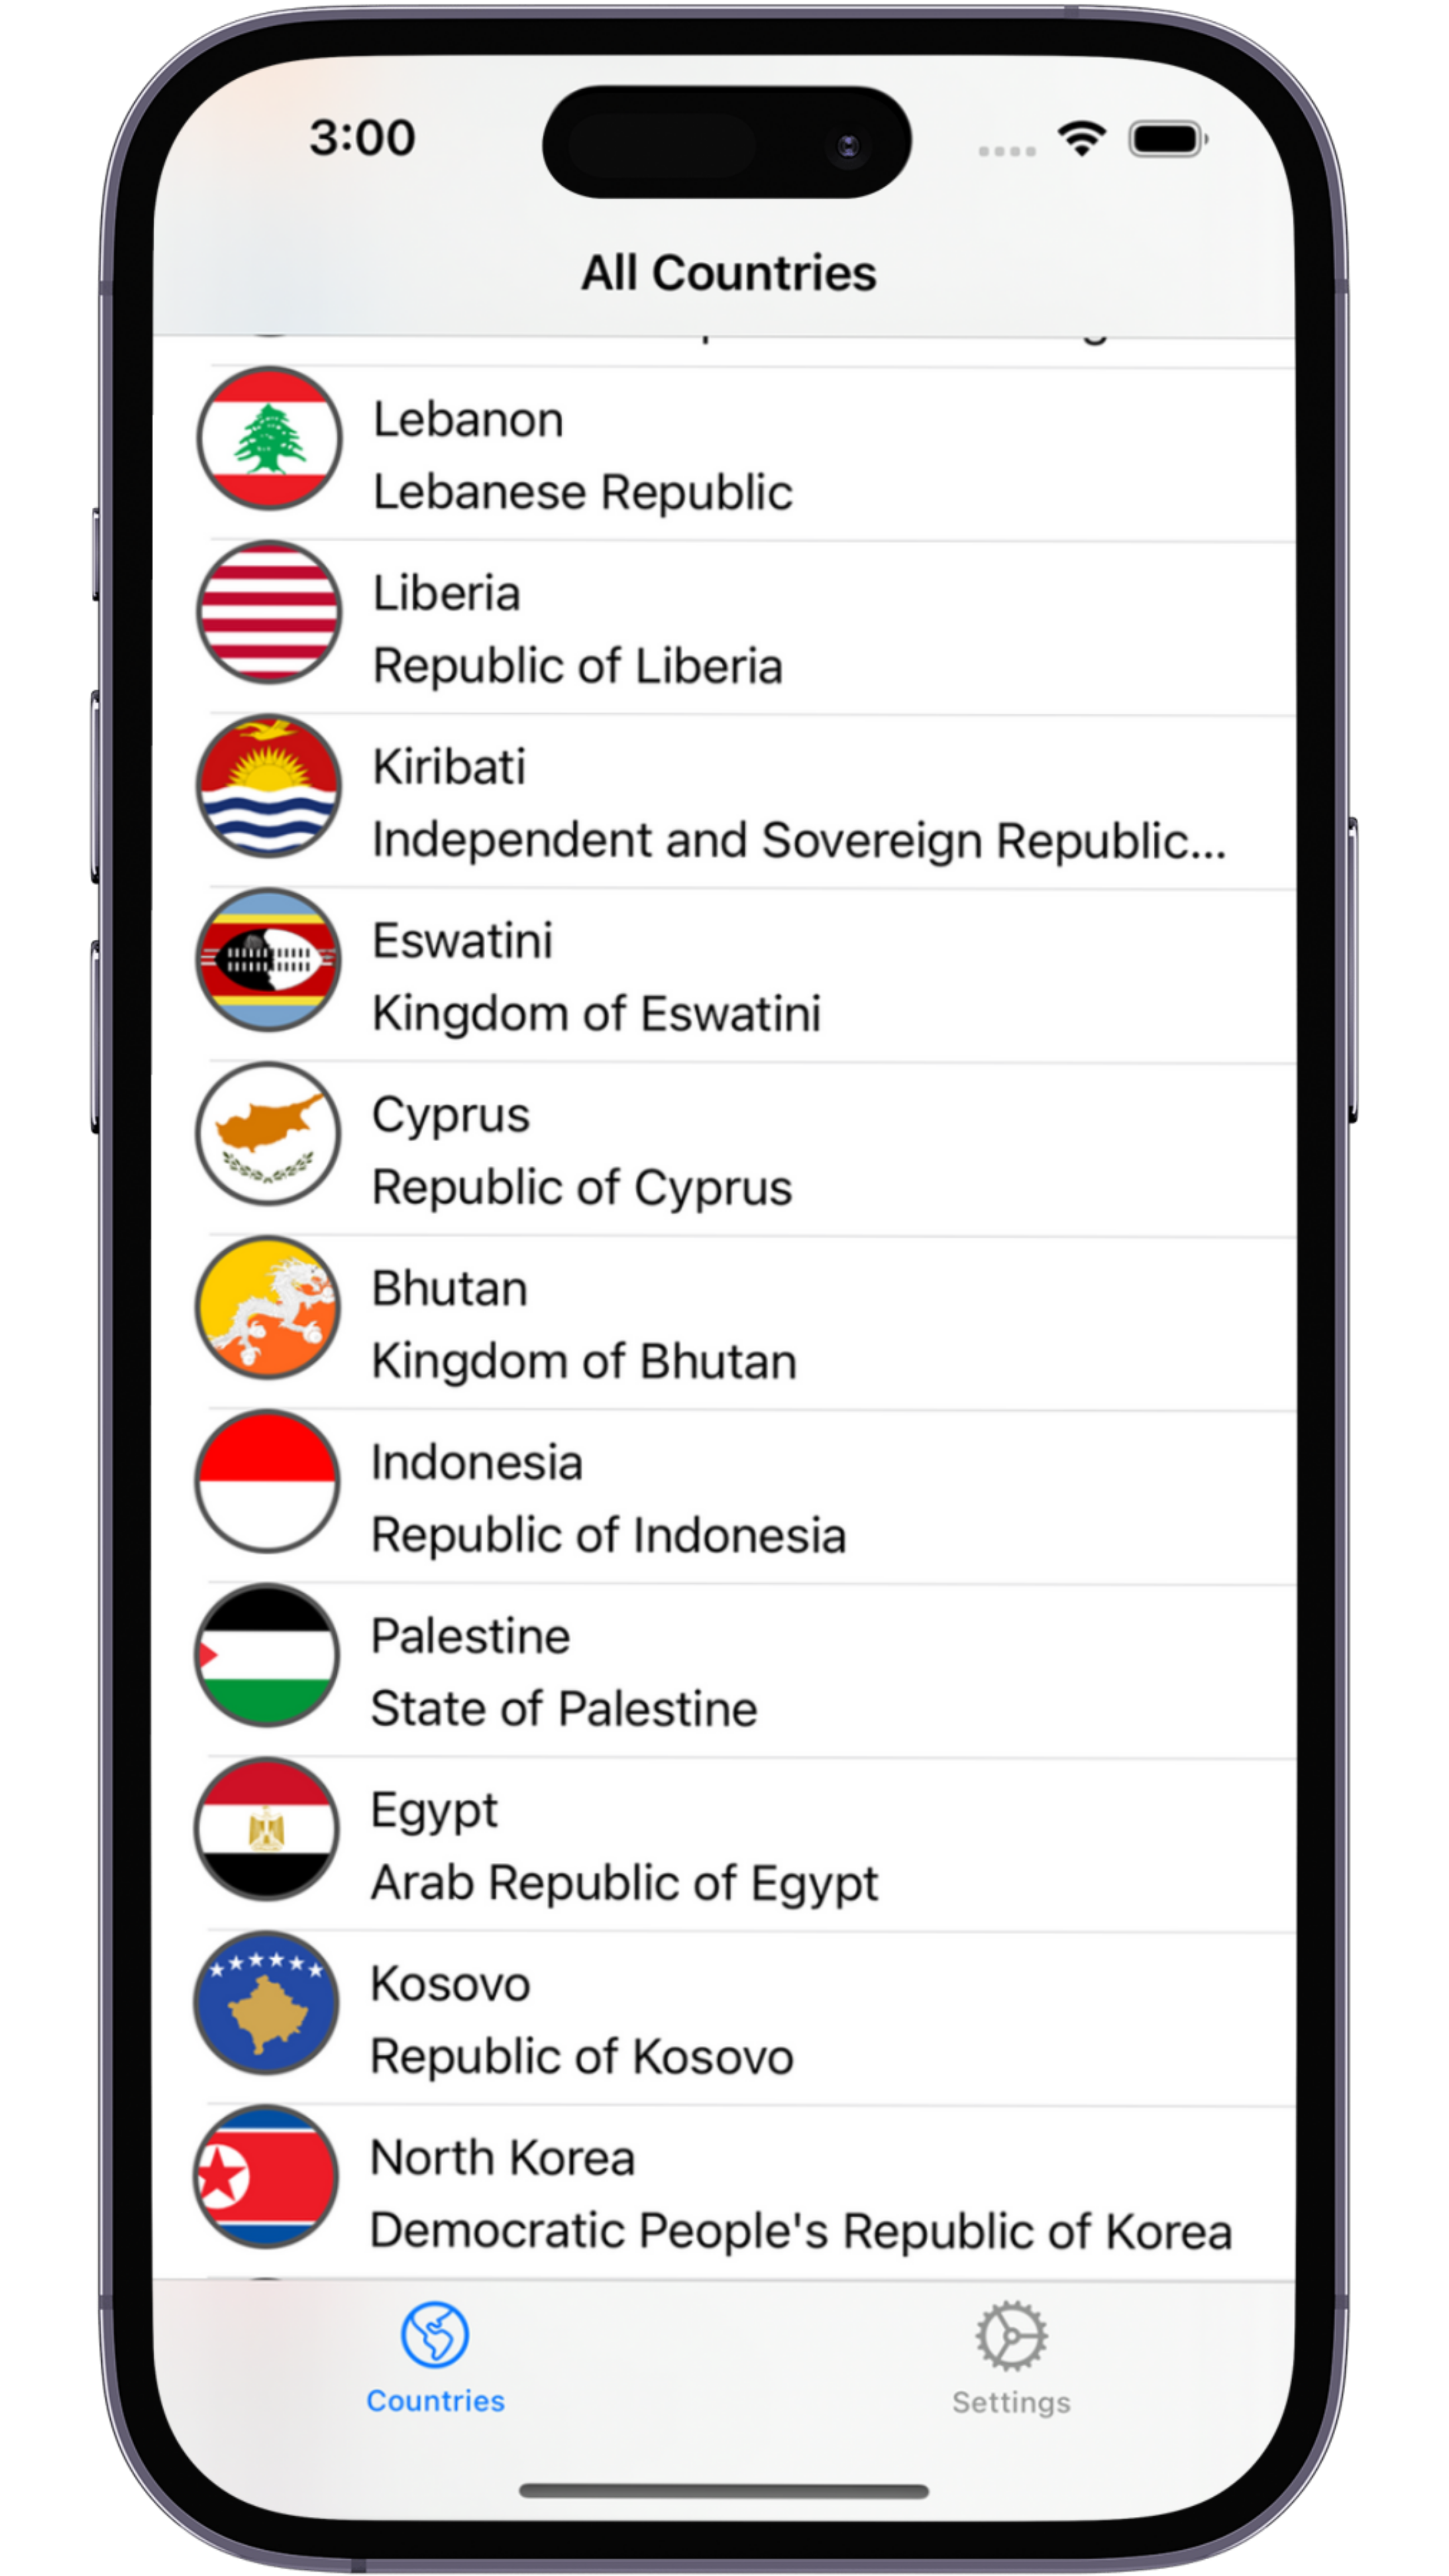 3:00
All Countries
Lebanon
Lebanese Republic
Liberia
Republic of Liberia
Kiribati
Independent and Sovereign Republic...
Eswatini
Kingdom of Eswatini
Cyprus
Republic of Cyprus
Bhutan
Kingdom of Bhutan
Indonesia
Republic of Indonesia
Palestine
State of Palestine
Egypt
Arab Republic of Egypt
Kosovo
Republic of Kosovo
North Korea
Democratic People's Republic of Korea
Countries
Settings